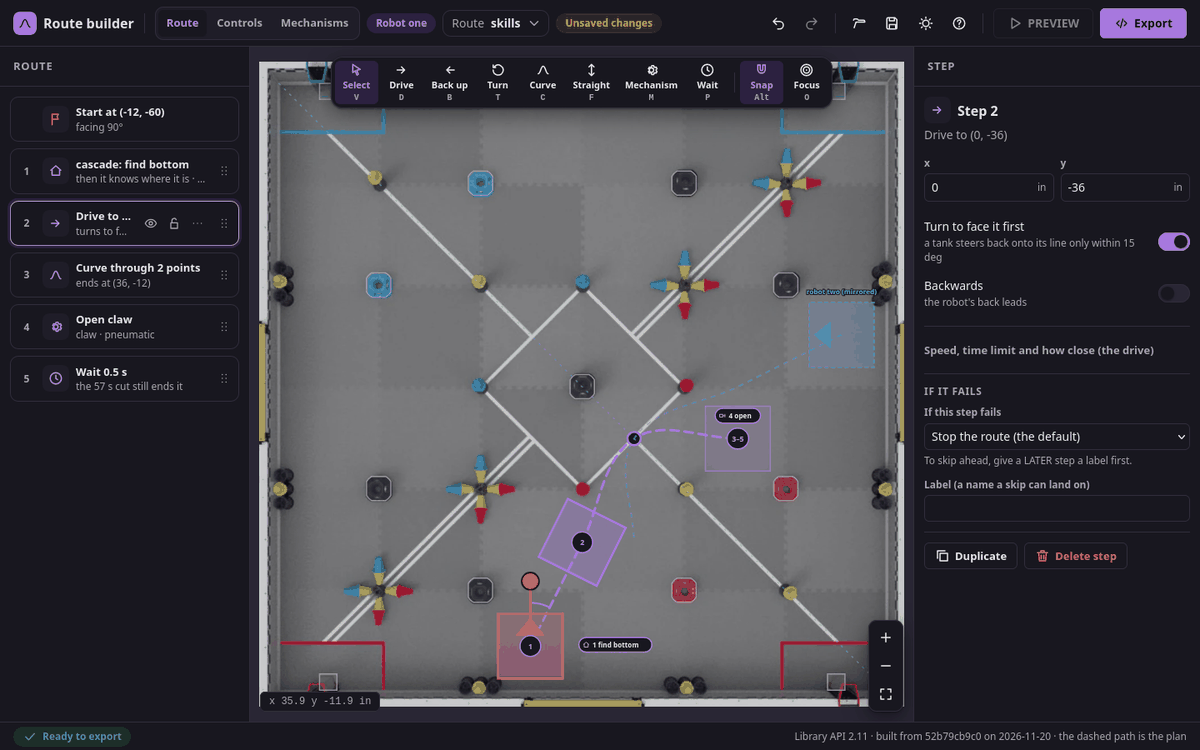 Route builder
Route
Controls
Mechanisms
Robot one
Route skills
Unsaved changes
PREVIEW
Export
ROUTE
Start at (-12, -60)
facing 90°
1
cascade: find bottom
then it knows where it is · ...
2
Drive to ...
turns to f...
3
Curve through 2 points
ends at (36, -12)
4
Open claw
claw · pneumatic
5
Wait 0.5 s
the 57 s cut still ends it
Select
V
Drive
D
Back up
B
Turn
T
Curve
C
Straight
F
Mechanism
M
Wait
P
Snap
Alt
Focus
O
robot two (mirrored)
4 open
3-5
2
1
1 find bottom
x 35.9 y -11.9 in
STEP
Step 2
Drive to (0, -36)
x
y
0 in
-36 in
Turn to face it first
a tank steers back onto its line only within 15
deg
Backwards
the robot's back leads
Speed, time limit and how close (the drive)
IF IT FAILS
If this step fails
Stop the route (the default)
To skip ahead, give a LATER step a label first.
Label (a name a skip can land on)
Duplicate
Delete step
Ready to export
Library API 2.11 · built from 52b79cb9c0 on 2026-11-20 · the dashed path is the plan